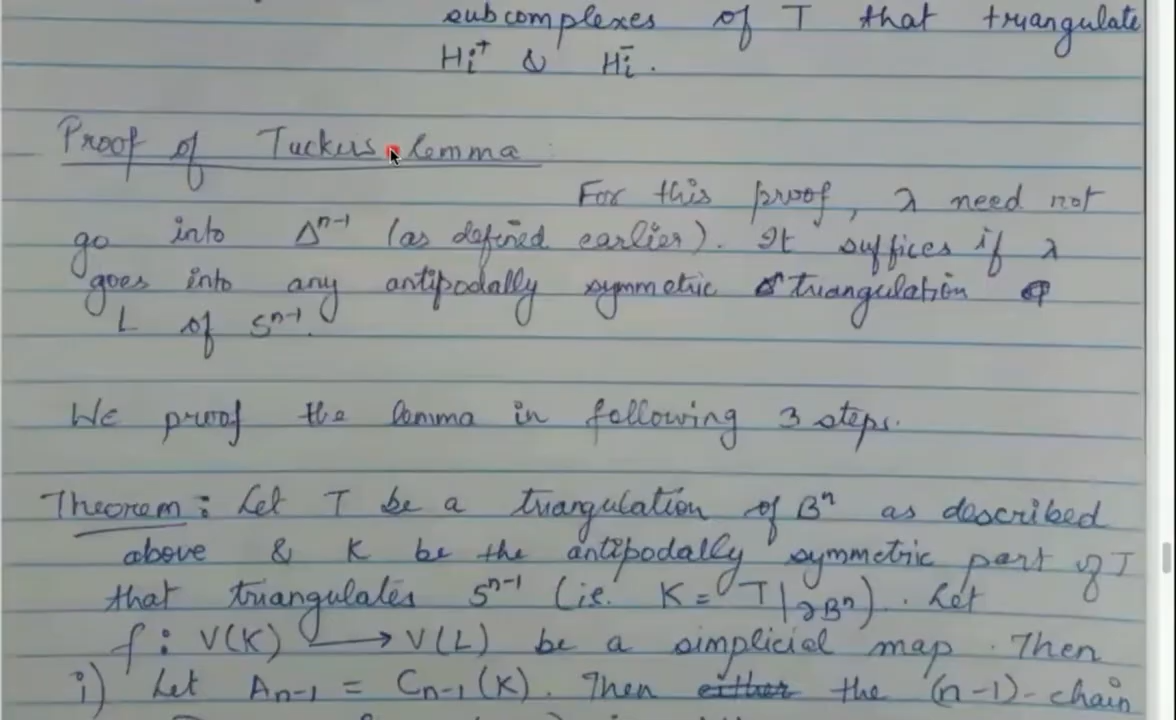 subcomplexes of T that triangulate
Hi⁺ & Hi⁻.
Proof of Tuckers Lemma
For this proof, λ need not
go into Δⁿ⁻¹ (as defined earlier). It suffices if λ
goes into any antipodally symmetric triangulation
L of Sⁿ⁻¹.
We proof the lemma in following 3 steps.
Theorem: Let T be a triangulation of Bⁿ as described
above & K be the antipodally symmetric part of T
that triangulates Sⁿ⁻¹ (i.e. K = T|∂Bⁿ). Let
f : V(K) → V(L) be a simplicial map. Then
i) Let Aₙ₋₁ = Cₙ₋₁(K). Then either the (n-1)-chain